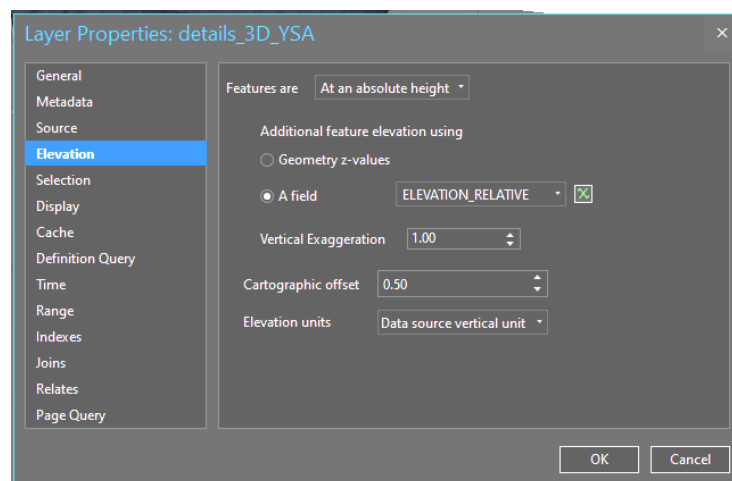 Layer Properties: details_3D_YSA
General
Metadata
Source
Elevation
Selection
Display
Cache
Definition Query
Time
Range
Indexes
Joins
Relates
Page Query
Features are At an absolute height
Additional feature elevation using
Geometry z-values
A field ELEVATION_RELATIVE
Vertical Exaggeration 1.00
Cartographic offset 0.50
Elevation units Data source vertical unit
OK Cancel